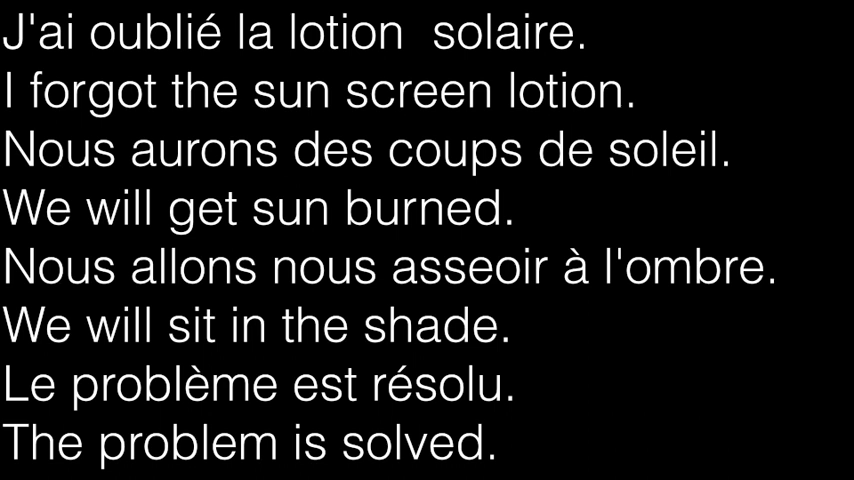 J'ai oublié la lotion  solaire.
I forgot the sun screen lotion.
Nous aurons des coups de soleil.
We will get sun burned.
Nous allons nous asseoir à l'ombre.
We will sit in the shade.
Le problème est résolu.
The problem is solved.